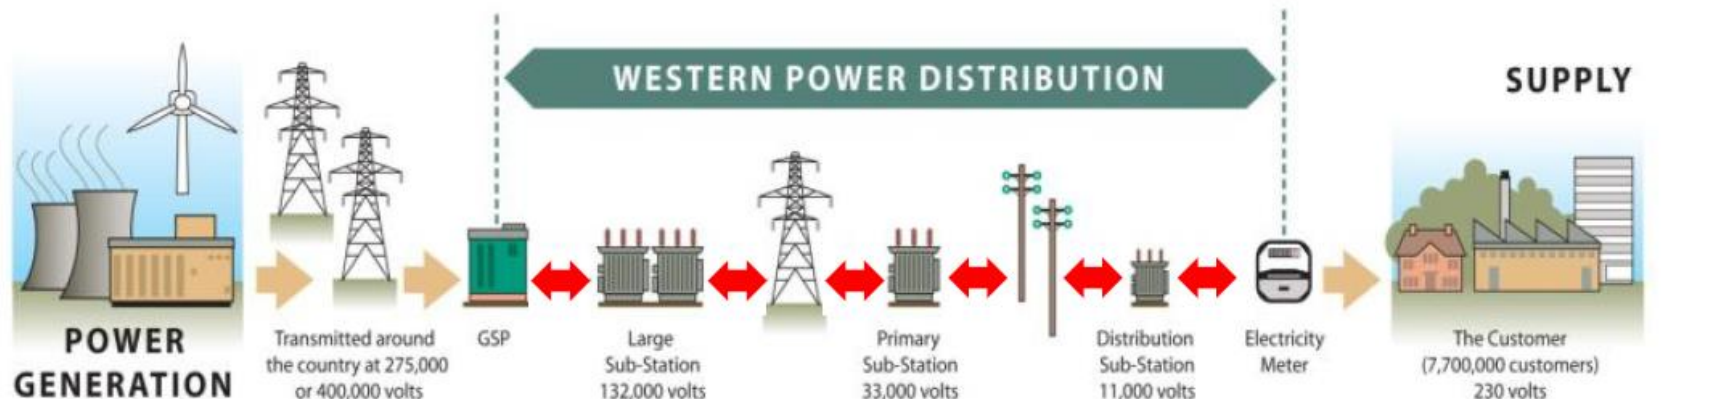 WESTERN POWER DISTRIBUTION
SUPPLY
POWER
GENERATION
Transmitted around
the country at 275,000
or 400,000 volts
GSP
Large
Sub-Station
132,000 volts
Primary
Sub-Station
33,000 volts
Distribution
Sub-Station
11,000 volts
Electricity
Meter
The Customer
(7,700,000 customers)
230 volts